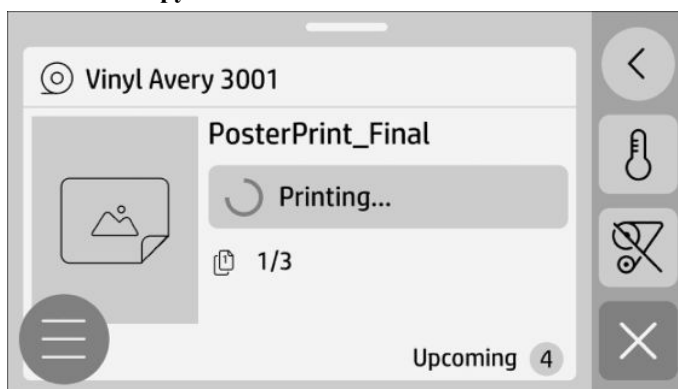 Vinyl Avery 3001
PosterPrint_Final
Printing...
1/3
Upcoming 4